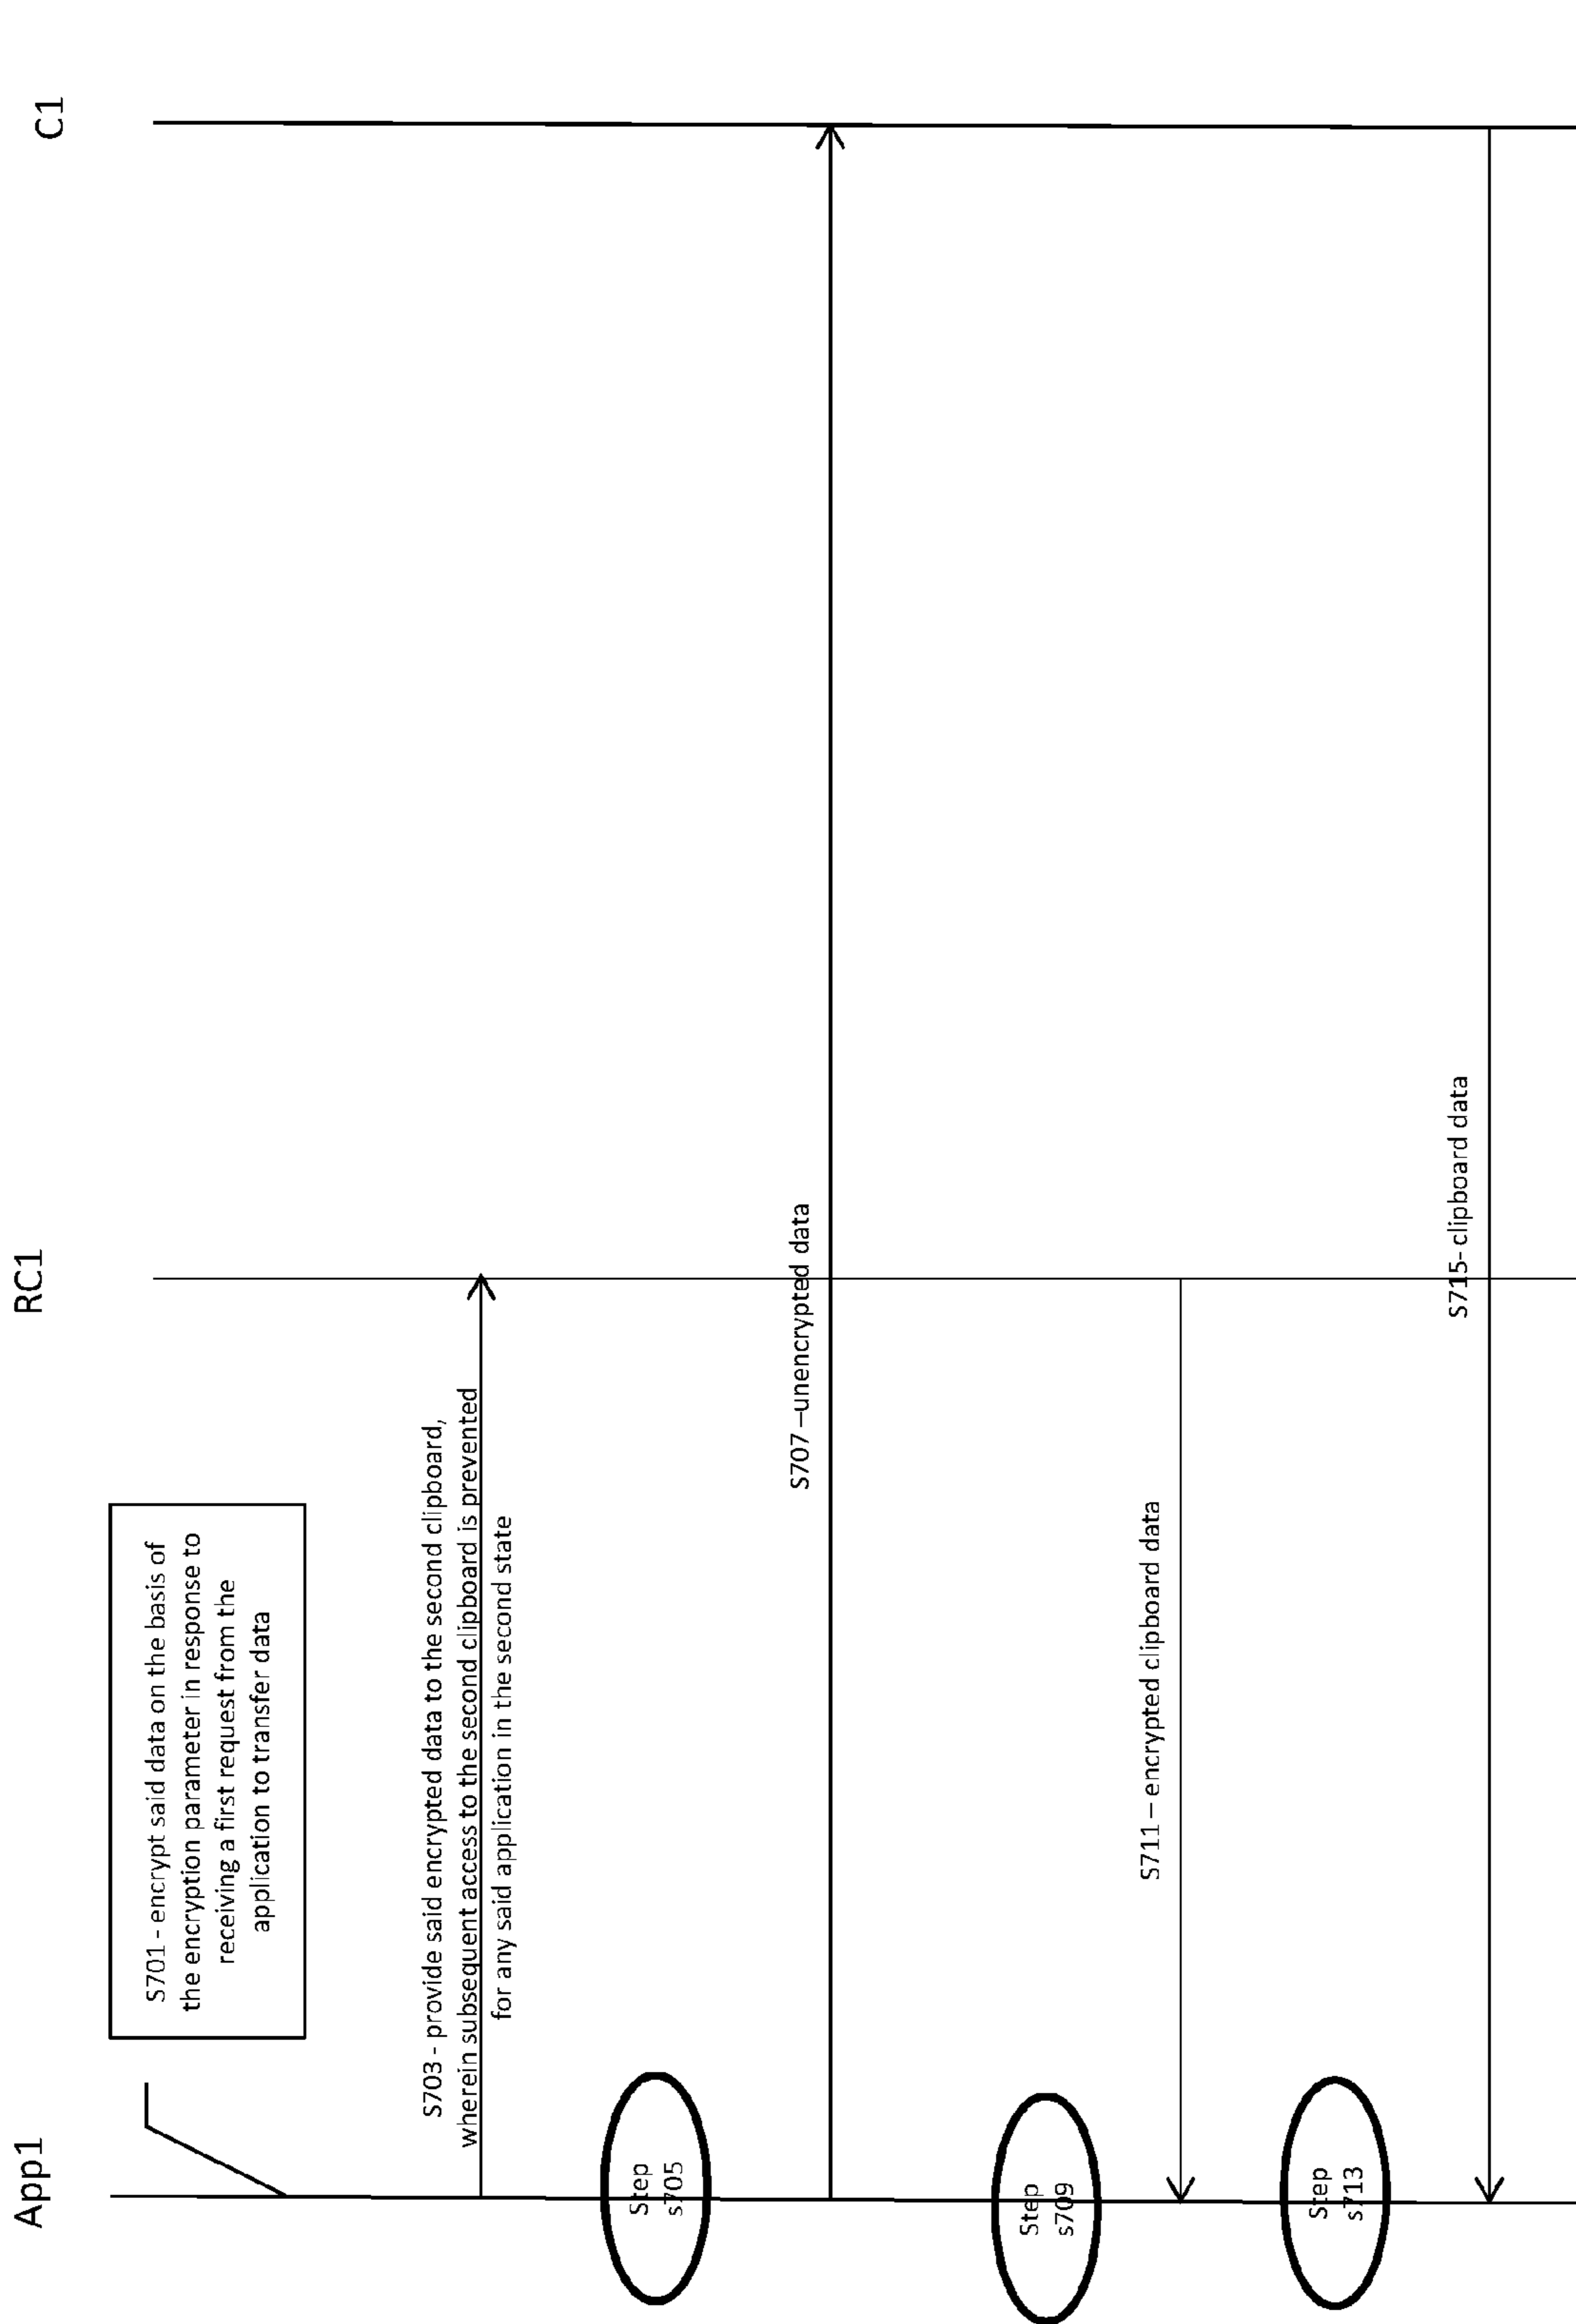 App1
RC1
C1
S701 - encrypt said data on the basis of
the encryption parameter in response to
receiving a first request from the
application to transfer data
S703 - provide said encrypted data to the second clipboard,
wherein subsequent access to the second clipboard is prevented
for any said application in the second state
Step
s705
S707 –unencrypted data
Step
s709
S711 – encrypted clipboard data
Step
s713
S715- clipboard data